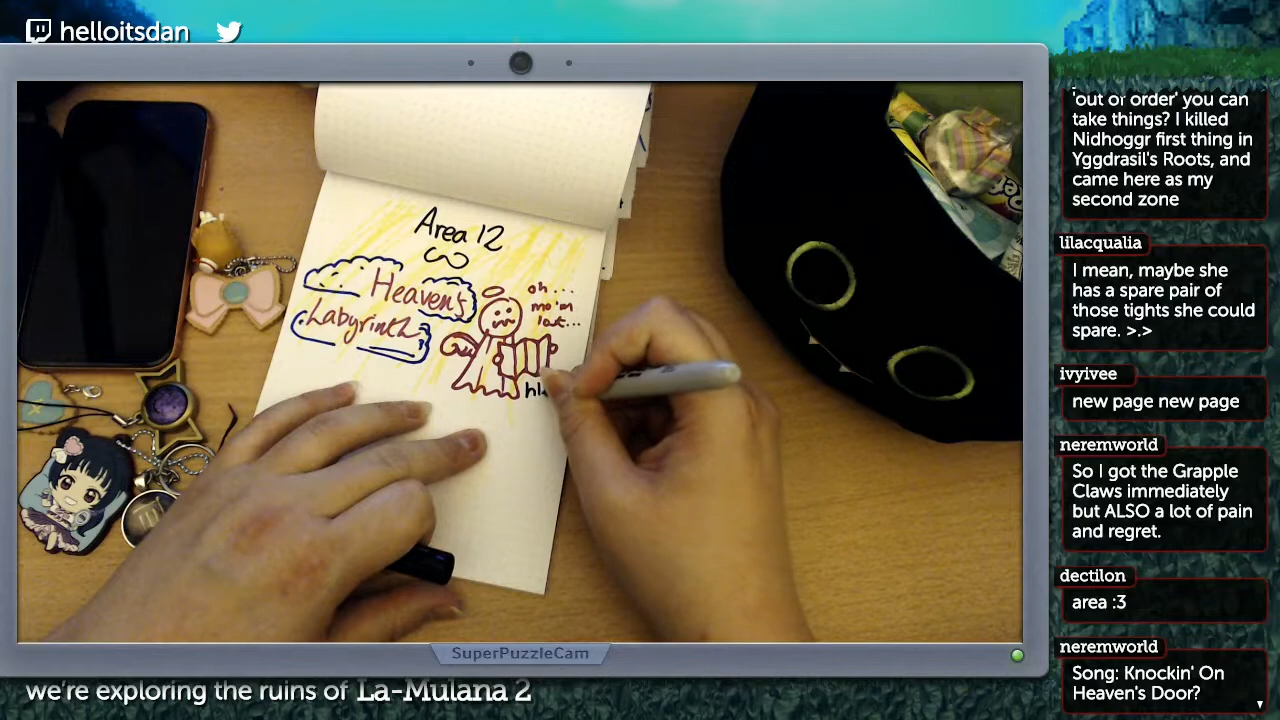 helloitsdan
Area 12
Heaven's
Labyrinth
oh ...
mo'm
SuperPuzzleCam
we're exploring the ruins of La-Mulana 2
'out of order' you can
take things? I killed
Nidhoggr first thing in
Yggdrasil's Roots, and
came here as my
second zone
lilacqualia
I mean, maybe she
has a spare pair of
those tights she could
spare. >.>
ivyivee
new page new page
neremworld
So I got the Grapple
Claws immediately
but ALSO a lot of pain
and regret.
dectilon
area :3
neremworld
Song: Knockin' On
Heaven's Door?